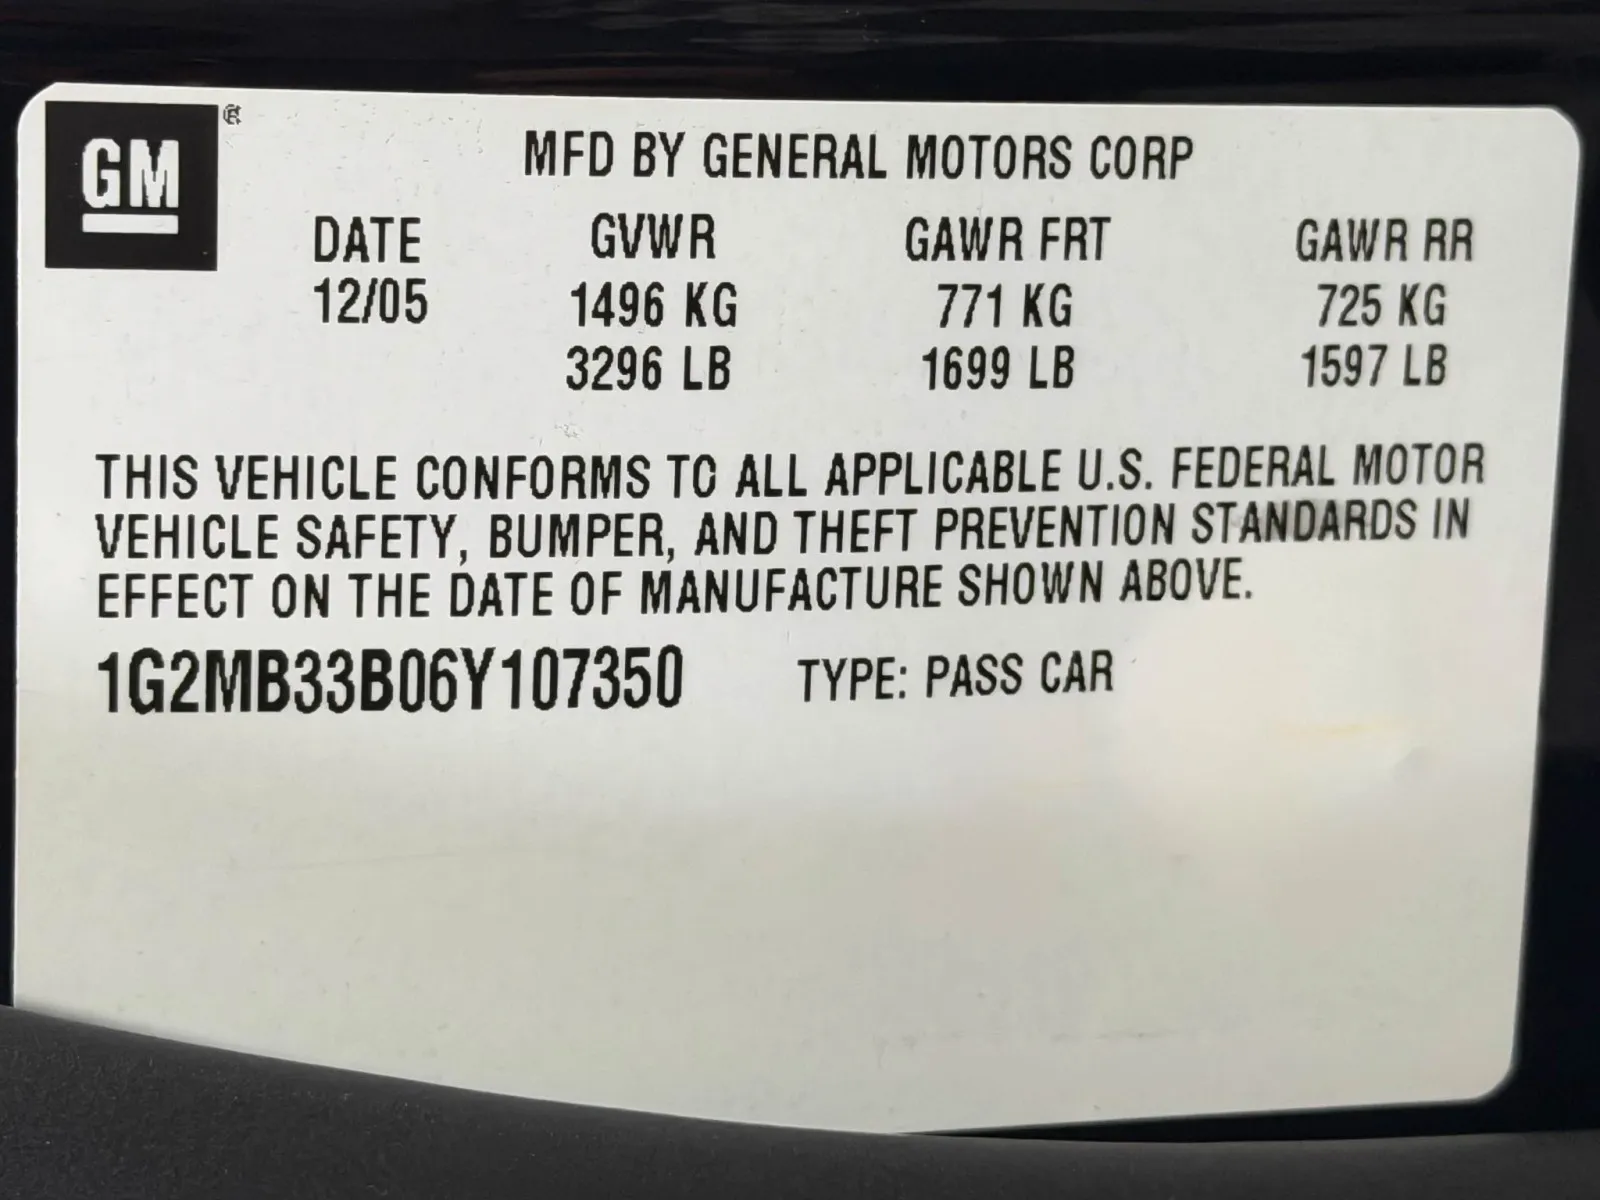 GM ®
MFD BY GENERAL MOTORS CORP
DATE GVWR GAWR FRT GAWR RR
12/05 1496 KG 771 KG 725 KG
3296 LB 1699 LB 1597 LB
THIS VEHICLE CONFORMS TO ALL APPLICABLE U.S. FEDERAL MOTOR
VEHICLE SAFETY, BUMPER, AND THEFT PREVENTION STANDARDS IN
EFFECT ON THE DATE OF MANUFACTURE SHOWN ABOVE.
1G2MB33B06Y107350 TYPE: PASS CAR